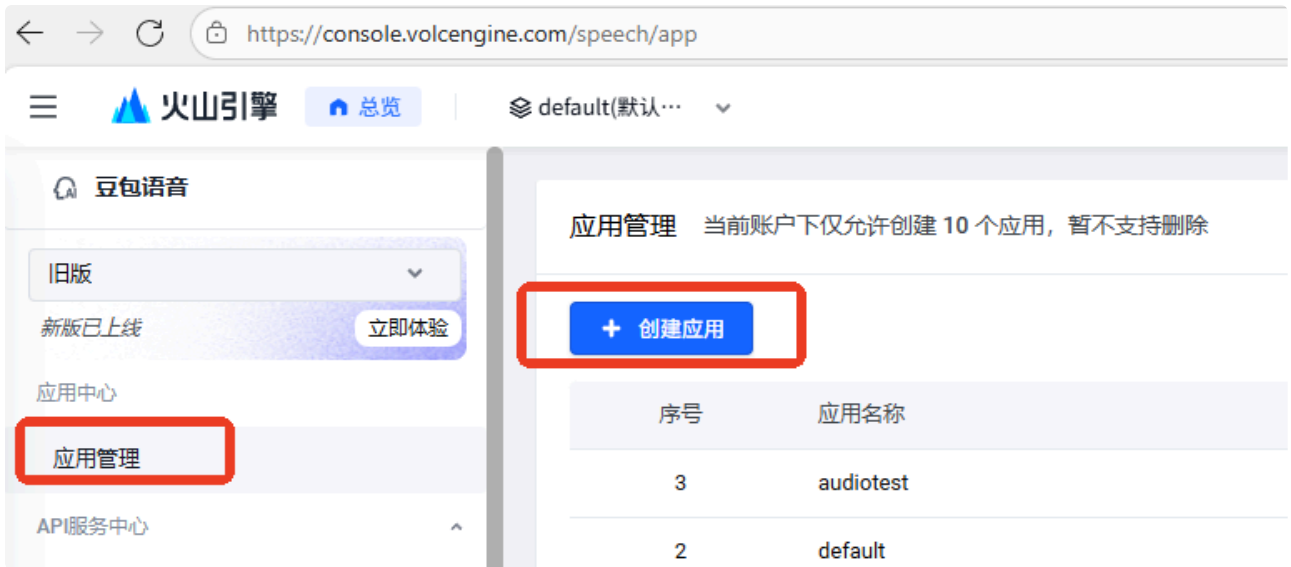 https://console.volcengine.com/speech/app
火山引擎 总览 default(默认…
豆包语音
旧版
新版已上线 立即体验
应用中心
应用管理
API服务中心
应用管理 当前账户下仅允许创建 10 个应用，暂不支持删除
+ 创建应用
序号 应用名称
3 audiotest
2 default